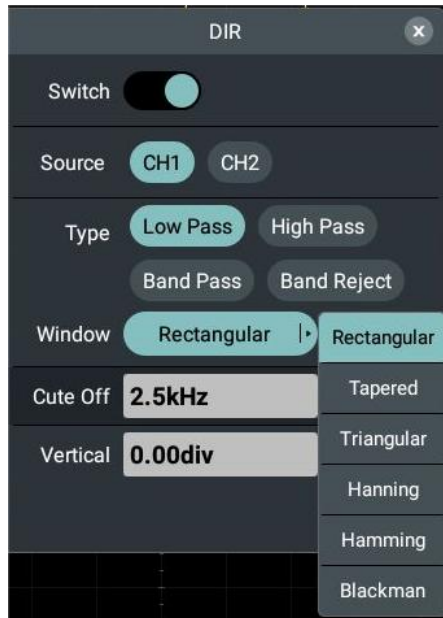 DIR
Switch
Source CH1 CH2
Type Low Pass High Pass
Band Pass Band Reject
Window Rectangular Rectangular
Tapered
Cute Off 2.5kHz
Triangular
Vertical 0.00div
Hanning
Hamming
Blackman